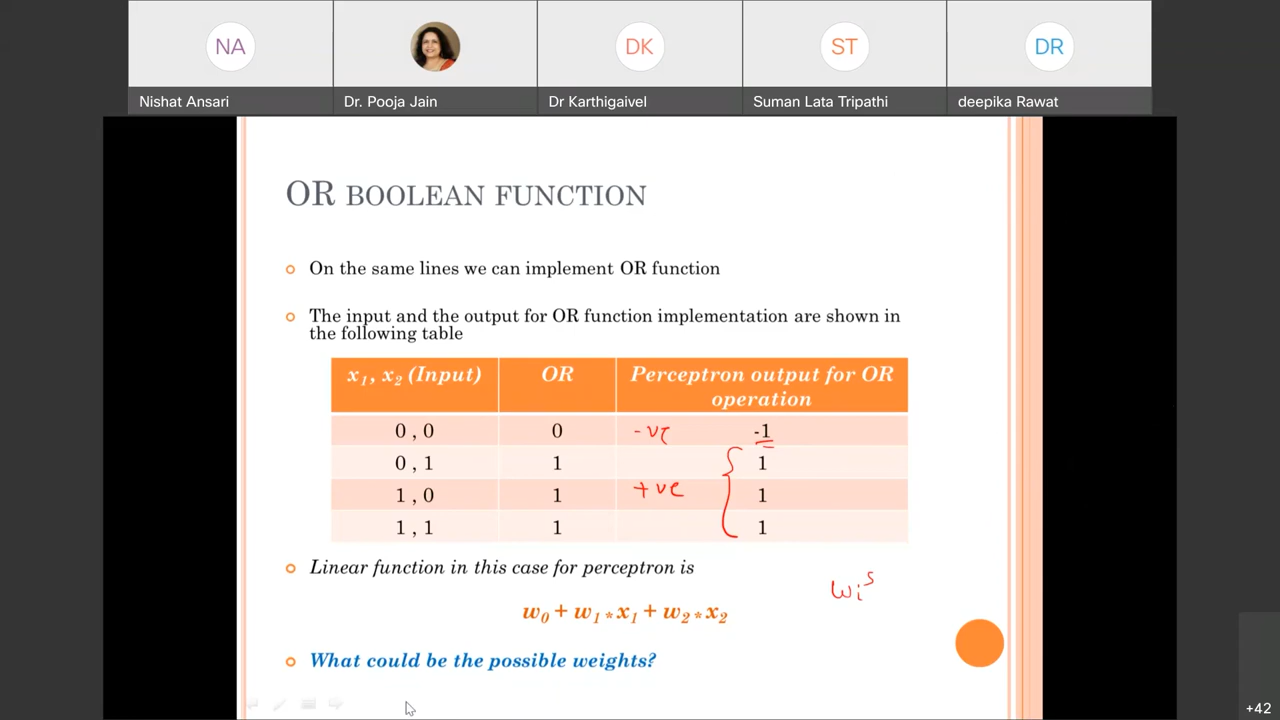 NA
DK
ST
DR
Nishat Ansari
Dr. Pooja Jain
Dr Karthigaivel
Suman Lata Tripathi
deepika Rawat
OR BOOLEAN FUNCTION
On the same lines we can implement OR function
The input and the output for OR function implementation are shown in
the following table
x1, x2 (Input) OR Perceptron output for OR
operation
0 , 0 0 -ve -1
0 , 1 1 1
1 , 0 1 +ve 1
1 , 1 1 1
Linear function in this case for perceptron is
wis
w0 + w1 * x1 + w2 * x2
What could be the possible weights?
+42